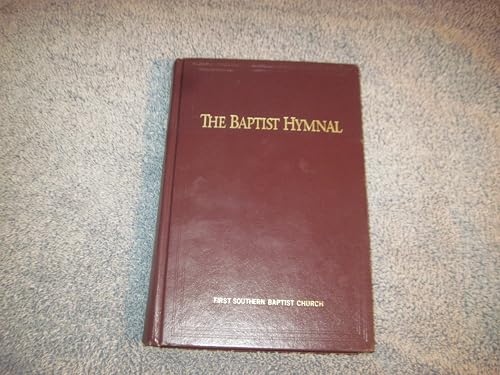 THE BAPTIST HYMNAL
FIRST SOUTHERN BAPTIST CHURCH